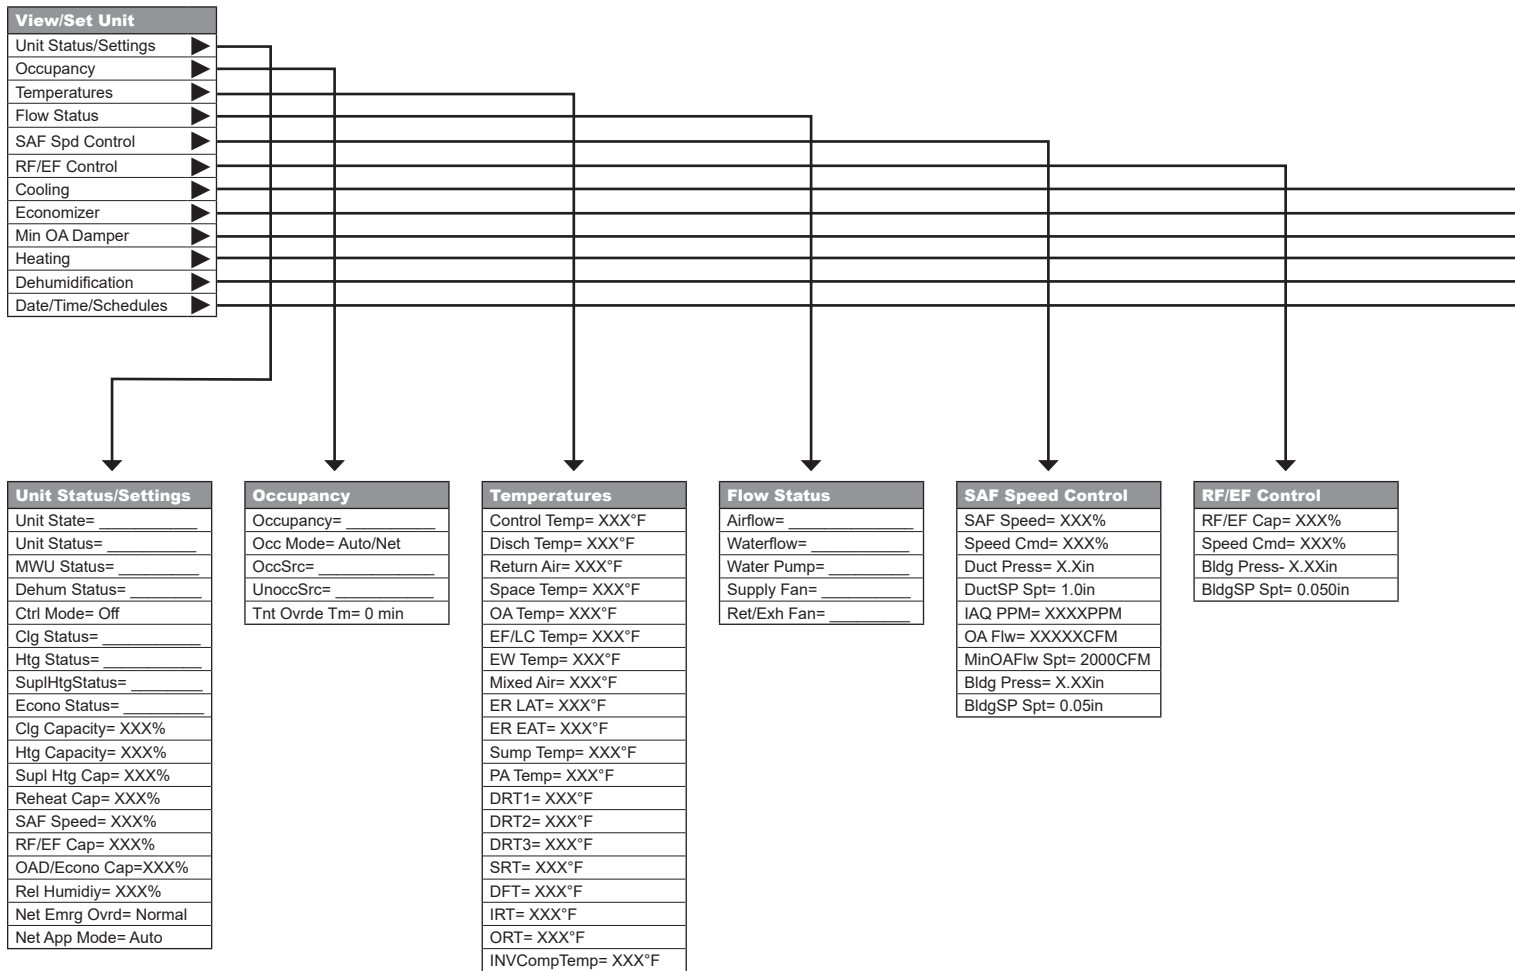 View/Set Unit
Unit Status/Settings
Occupancy
Temperatures
Flow Status
SAF Spd Control
RF/EF Control
Cooling
Economizer
Min OA Damper
Heating
Dehumidification
Date/Time/Schedules
Unit Status/Settings
Unit State= ___________
Unit Status= __________
MWU Status= _________
Dehum Status= _________
Ctrl Mode= Off
Clg Status= ___________
Htg Status= ___________
SuplHtgStatus= ________
Econo Status= _________
Clg Capacity= XXX%
Htg Capacity= XXX%
Supl Htg Cap= XXX%
Reheat Cap= XXX%
SAF Speed= XXX%
RF/EF Cap= XXX%
OAD/Econo Cap=XXX%
Rel Humidiy= XXX%
Net Emrg Ovrd= Normal
Net App Mode= Auto
Occupancy
Occupancy= __________
Occ Mode= Auto/Net
OccSrc= _____________
UnoccSrc= ___________
Tnt Ovrde Tm= 0 min
Temperatures
Control Temp= XXX°F
Disch Temp= XXX°F
Return Air= XXX°F
Space Temp= XXX°F
OA Temp= XXX°F
EF/LC Temp= XXX°F
EW Temp= XXX°F
Mixed Air= XXX°F
ER LAT= XXX°F
ER EAT= XXX°F
Sump Temp= XXX°F
PA Temp= XXX°F
DRT1= XXX°F
DRT2= XXX°F
DRT3= XXX°F
SRT= XXX°F
DFT= XXX°F
IRT= XXX°F
ORT= XXX°F
INVCompTemp= XXX°F
Flow Status
Airflow= ______________
Waterflow= ___________
Water Pump= _________
Supply Fan= __________
Ret/Exh Fan= _________
SAF Speed Control
SAF Speed= XXX%
Speed Cmd= XXX%
Duct Press= X.Xin
DuctSP Spt= 1.0in
IAQ PPM= XXXXPPM
OA Flw= XXXXXCFM
MinOAFlw Spt= 2000CFM
Bldg Press= X.XXin
BldgSP Spt= 0.05in
RF/EF Control
RF/EF Cap= XXX%
Speed Cmd= XXX%
Bldg Press- X.XXin
BldgSP Spt= 0.050in